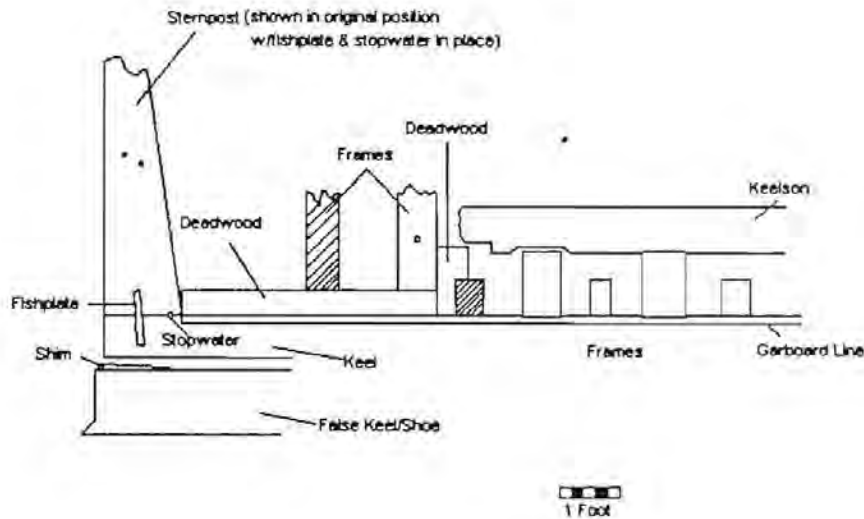 Sternpost (shown in original position
w/fishplate & stopwater in place)
Deadwood
Frames
Keelson
Deadwood
Fishplate
Stopwater
Shim
Keel
Frames
Garboard Line
False Keel/Shoe
1 Foot